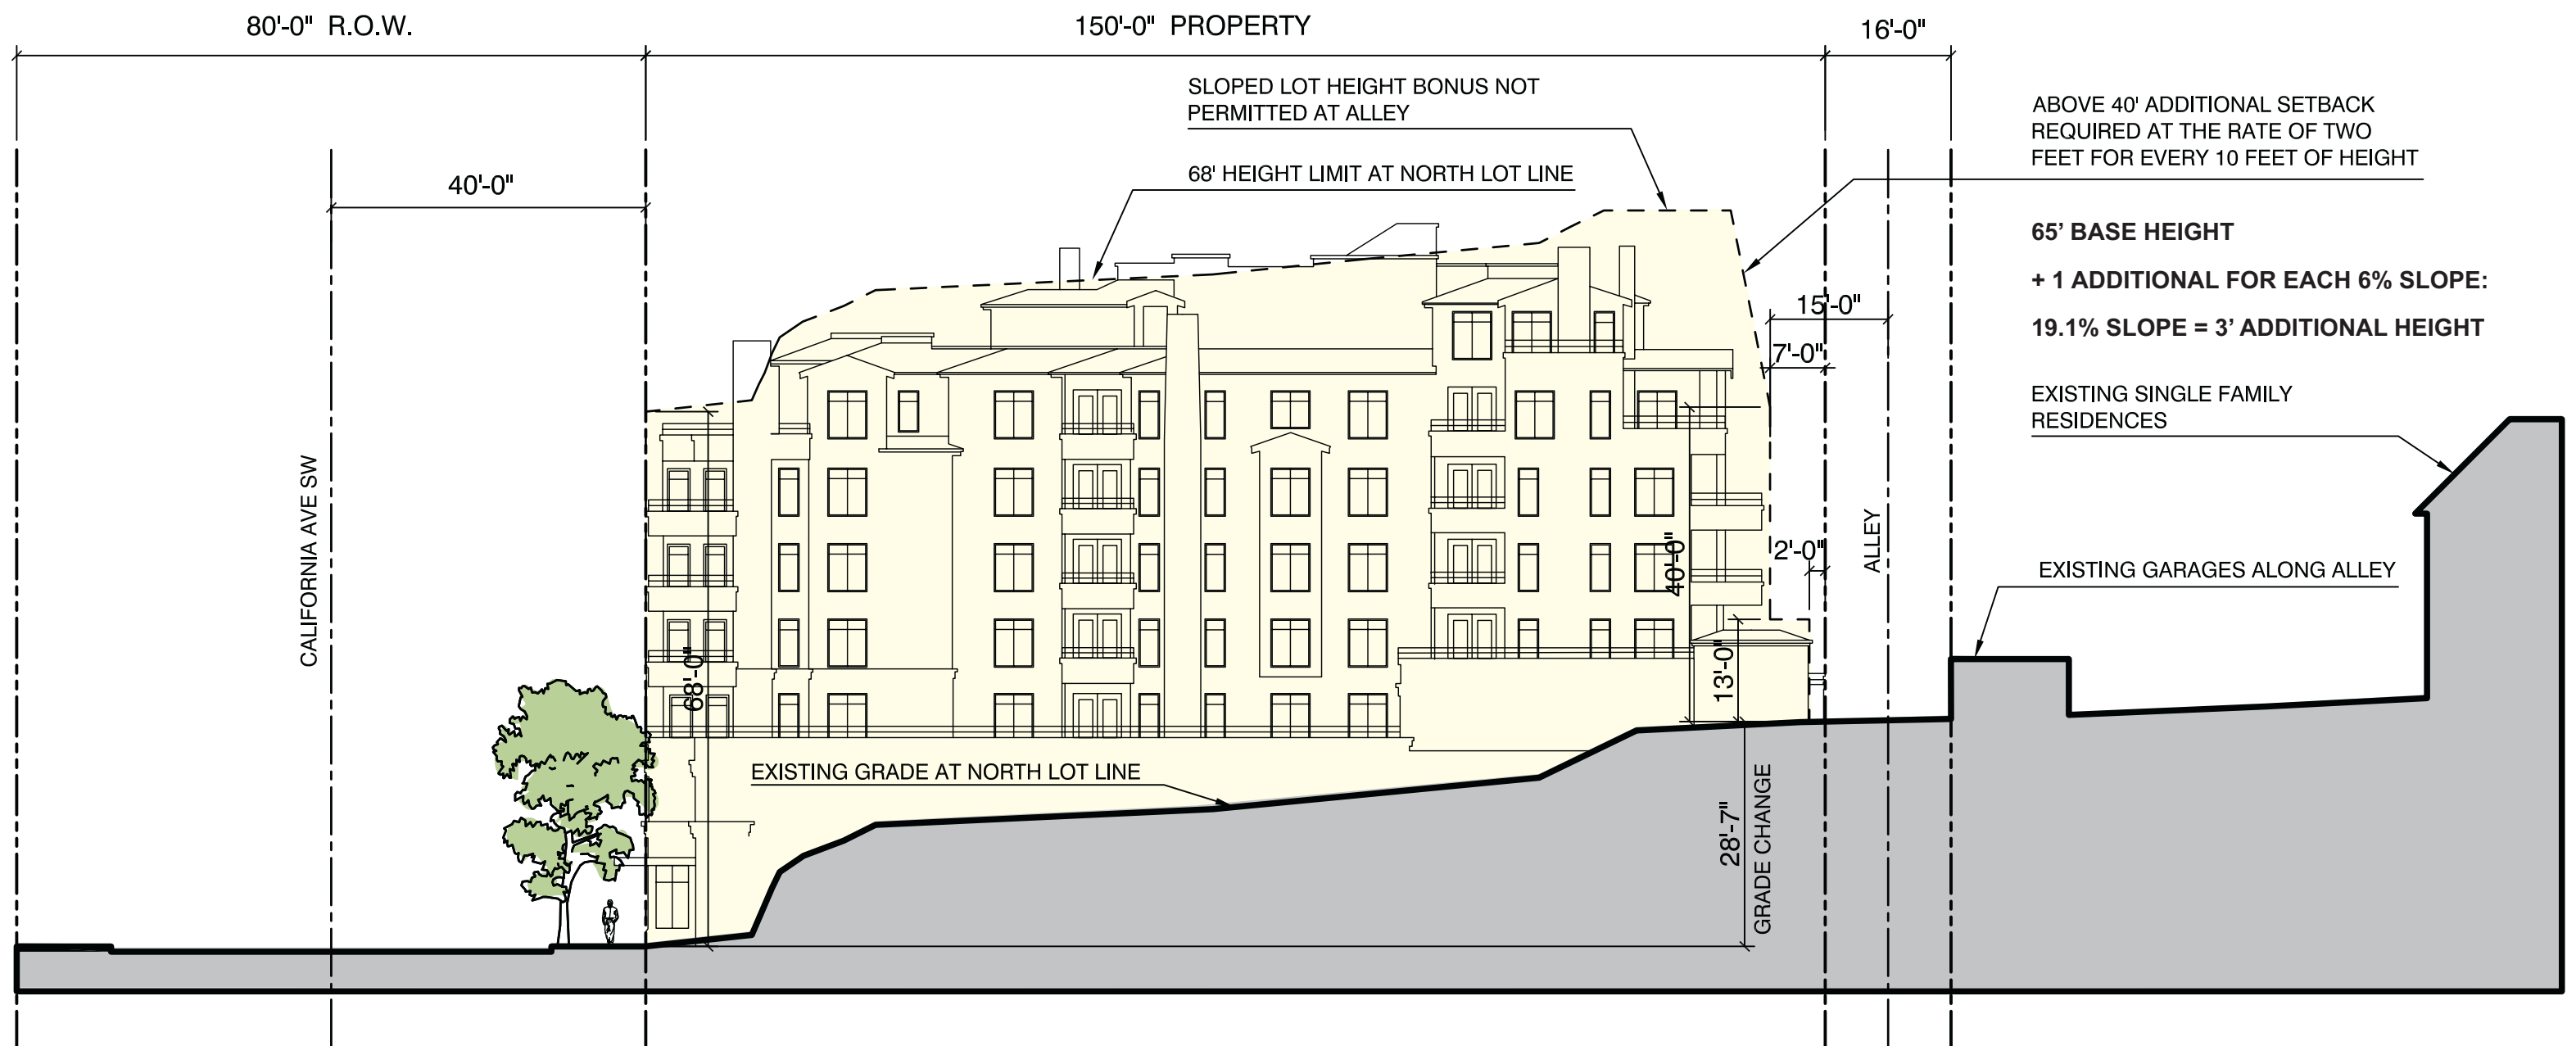 80'-0" R.O.W.
150'-0" PROPERTY
16'-0"
SLOPED LOT HEIGHT BONUS NOT
PERMITTED AT ALLEY
68' HEIGHT LIMIT AT NORTH LOT LINE
40'-0"
ABOVE 40' ADDITIONAL SETBACK
REQUIRED AT THE RATE OF TWO
FEET FOR EVERY 10 FEET OF HEIGHT
65’ BASE HEIGHT
+ 1 ADDITIONAL FOR EACH 6% SLOPE:
19.1% SLOPE = 3’ ADDITIONAL HEIGHT
15'-0"
7'-0"
EXISTING SINGLE FAMILY
RESIDENCES
CALIFORNIA AVE SW
40'-0"
2'-0"
ALLEY
EXISTING GARAGES ALONG ALLEY
68'-0"
13'-0"
EXISTING GRADE AT NORTH LOT LINE
28'-7"
GRADE CHANGE